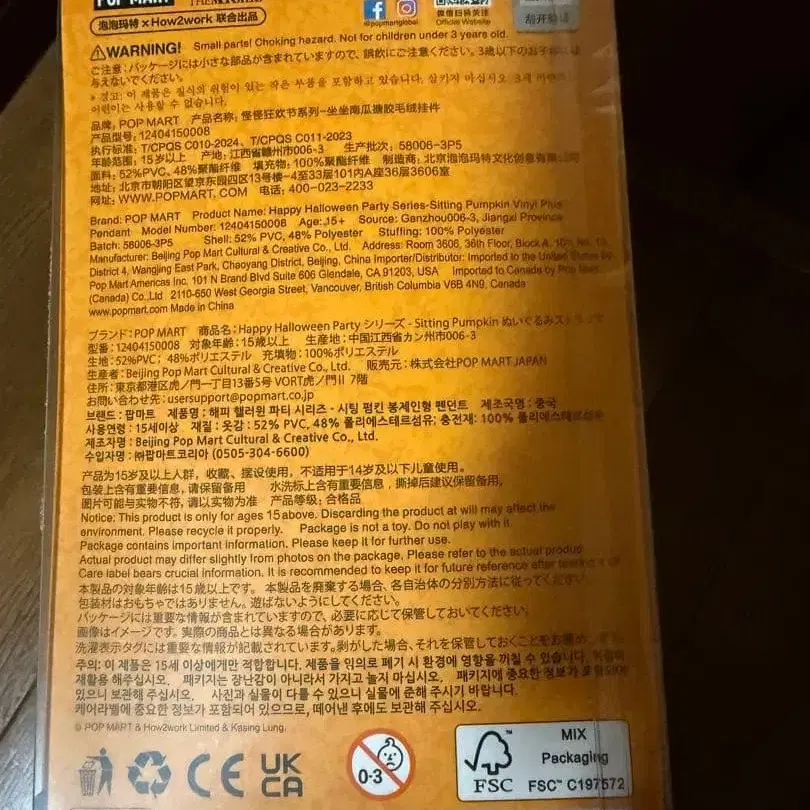 POP MART THE MONSTERS
泡泡玛特 × How2work 联合出品
@popmartglobal
微信扫码关注
Official Website
刮开验证
WARNING! Small parts! Choking hazard. Not for children under 3 years old.
ご注意：パッケージには小さな部品が含まれていますので、誤飲にご注意ください。3歳以下のお子様には
与えないでください。
* 경고: 이 제품은 질식의 위험이 있는 작은 부품을 포함하고 있습니다. 삼키지 마십시오. 3세 미만
어린이는 사용할 수 없습니다.
品牌：POP MART 产品名称：怪怪狂欢节系列-坐坐南瓜搪胶毛绒挂件
产品型号：12404150008
执行标准：T/CPQS C010-2024、T/CPQS C011-2023
年龄范围：15岁以上 产地：江西省赣州市006-3 生产批次：58006-3P5
面料：52%PVC，48%聚酯纤维 填充物：100%聚酯纤维 制造商：北京泡泡玛特文化创意有限公司
地址：北京市朝阳区望京东园四区13号楼-4至33层101内A座36层3606室
网址：WWW.POPMART.COM 电话：400-023-2233
Brand: POP MART Product Name: Happy Halloween Party Series-Sitting Pumpkin Vinyl Plush
Pendant Model Number: 12404150008 Age: 15+ Source: Ganzhou006-3, Jiangxi Province
Batch: 58006-3P5 Shell: 52% PVC, 48% Polyester Stuffing: 100% Polyester
Manufacturer: Beijing Pop Mart Cultural & Creative Co., Ltd. Address: Room 3606, 36th Floor, Block A, 10th, No. 13,
District 4, Wangjing East Park, Chaoyang District, Beijing, China Importer/Distributor: Imported to the United States by
Pop Mart Americas Inc. 101 N Brand Blvd Suite 606 Glendale, CA 91203, USA Imported to Canada by Pop Mart
(Canada) Co.,Ltd 2110-650 West Georgia Street, Vancouver, British Columbia V6B 4N9, Canada
www.popmart.com Made in China
ブランド：POP MART 商品名：Happy Halloween Party シリーズ - Sitting Pumpkin ぬいぐるみストラップ
型番：12404150008 対象年齢：15歳以上 生産地：中国江西省カン州市006-3
生地：52%PVC；48%ポリエステル 充填物：100%ポリエステル
生産者：Beijing Pop Mart Cultural & Creative Co., Ltd. 販売元：株式会社POP MART JAPAN
住所：東京都港区虎ノ門一丁目13番5号 VORT虎ノ門Ⅱ 7階
お問い合わせ先：usersupport@popmart.co.jp
브랜드 : 팝마트 제품명 : 해피 핼러윈 파티 시리즈 - 시팅 펌킨 봉제인형 펜던트 제조국명 : 중국
사용연령 : 15세이상 재질 : 옷감 : 52% PVC, 48% 폴리에스테르섬유; 충전재: 100% 폴리에스테르섬유
제조자명 : Beijing Pop Mart Cultural & Creative Co., Ltd.
수입자명 : ㈜팝마트코리아 (0505-304-6600)
产品为15岁及以上人群，收藏、摆设使用，不适用于14岁及以下儿童使用。
包装上含有重要信息，请保留备用 水洗标上含有重要信息，撕掉后建议保留备用。
图片可能与实物不符，请以实物为准 产品等级：合格品
Notice: This product is only for ages 15 above. Discarding the product at will may affect the
environment. Please recycle it properly. Package is not a toy. Do not play with it.
Package contains important information. Please keep it for further use.
Actual product may differ slightly from photos on the package. Please refer to the actual produc
Care label bears crucial information. It is recommended to keep it for future reference after tearing it off
本製品の対象年齢は15歳以上です。本製品を廃棄する場合、各自治体の分別方法に従ってください。
包装材はおもちゃではありません。遊ばないようにしてください。
パッケージには重要な情報が含まれていますので、必要に応じて保管しておいてください。
画像はイメージです。実際の商品とは異なる場合があります。
洗濯表示タグには重要な情報が記載されています。剥がした場合、それを保管しておくことをお勧め
주의: 이 제품은 15세 이상에게만 적합합니다. 제품을 임의로 폐기 시 환경에 영향을 끼칠 수 있습니다.
재활용 해주십시오. 패키지는 장난감이 아니라서 가지고 놀지 마십시오. 패키지에 중요한 정보가 포함되어
있으니 보관해 주십시오. 사진과 실물이 다를 수 있으니 실물에 준해 주시기 바랍니다.
케어라벨에 중요한 정보가 포함되어 있으므로, 떼어낸 후에도 보관해 주십시오.
© POP MART & How2work Limited & Kasing Lung.
CE
UK
CA
0-3
FSC™
MIX
Packaging
FSC™ C197572